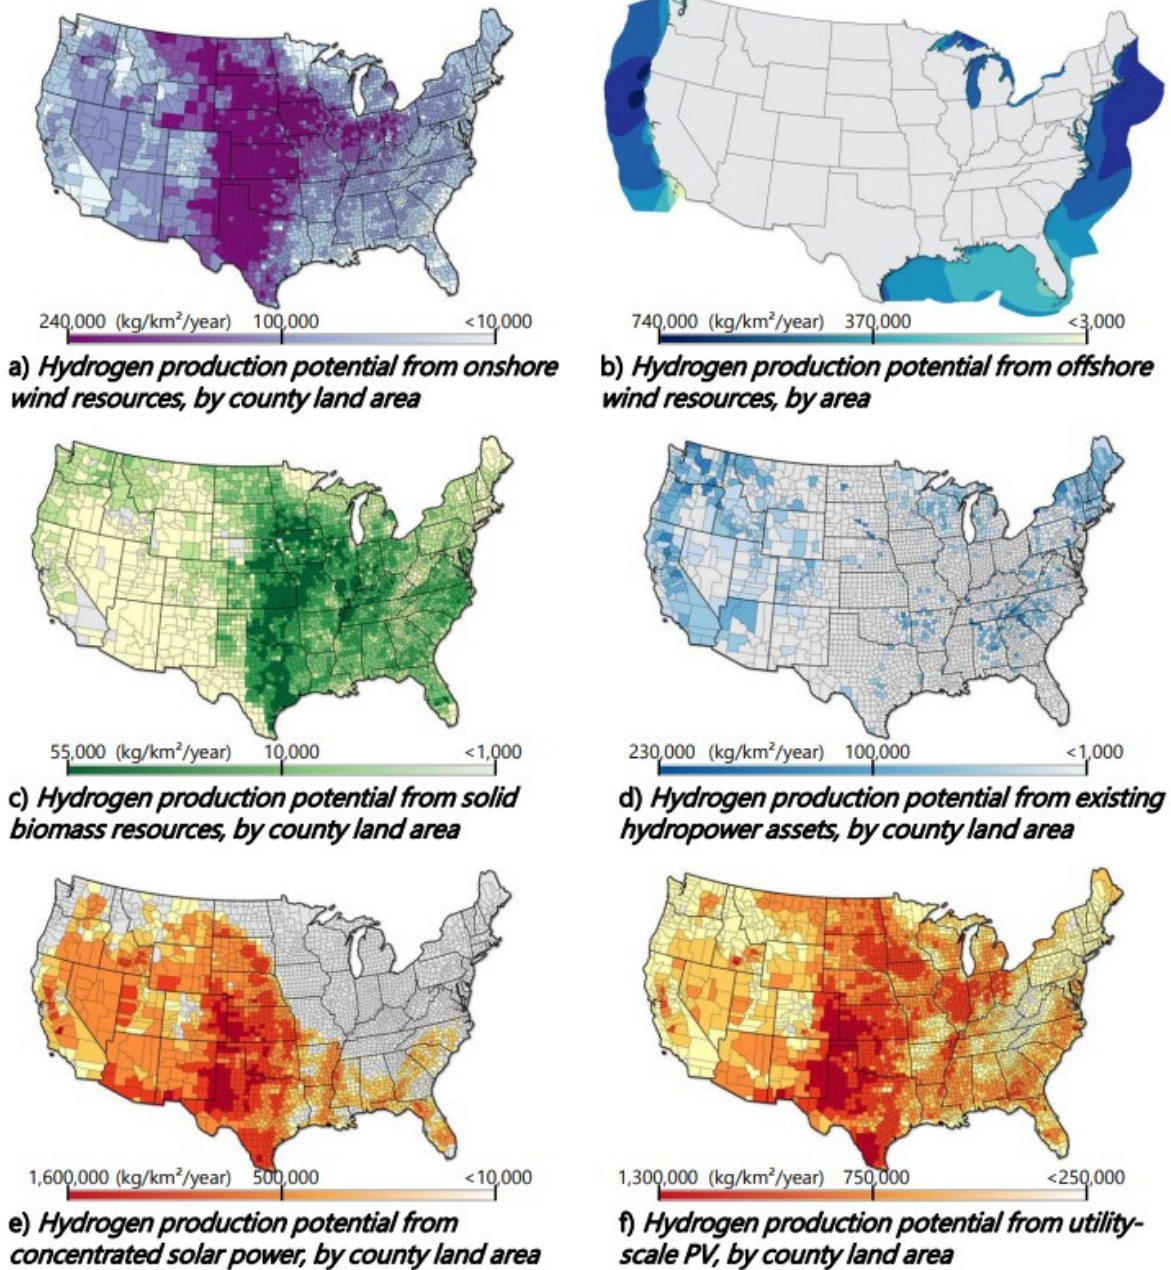 240,000 (kg/km²/year) 100,000 <10,000
a) Hydrogen production potential from onshore
wind resources, by county land area
740,000 (kg/km²/year) 370,000 <3,000
b) Hydrogen production potential from offshore
wind resources, by area
55,000 (kg/km²/year) 10,000 <1,000
c) Hydrogen production potential from solid
biomass resources, by county land area
230,000 (kg/km²/year) 100,000 <1,000
d) Hydrogen production potential from existing
hydropower assets, by county land area
1,600,000 (kg/km²/year) 500,000 <10,000
e) Hydrogen production potential from
concentrated solar power, by county land area
1,300,000 (kg/km²/year) 750,000 <250,000
f) Hydrogen production potential from utility-
scale PV, by county land area